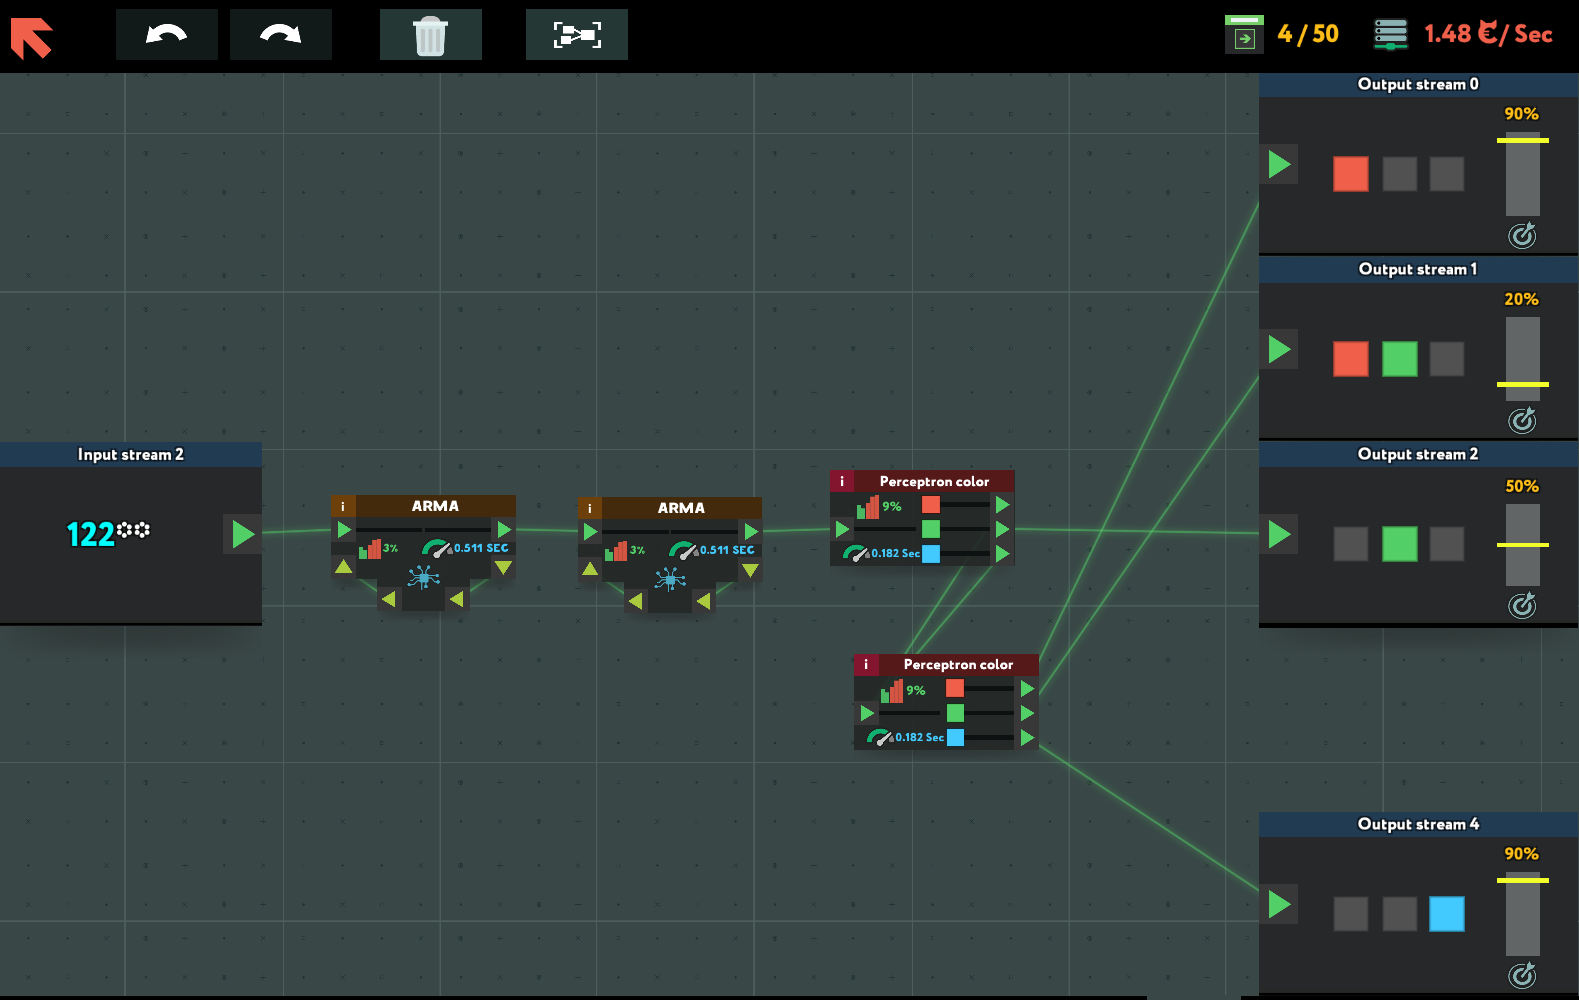 4 / 50
1.48 / Sec
Output stream 0
90%
Output stream 1
20%
Input stream 2
122
i ARMA
3% 0.511 SEC
i ARMA
3% 0.511 SEC
i Perceptron color
9%
0.182 Sec
Output stream 2
50%
i Perceptron color
9%
0.182 Sec
Output stream 4
90%